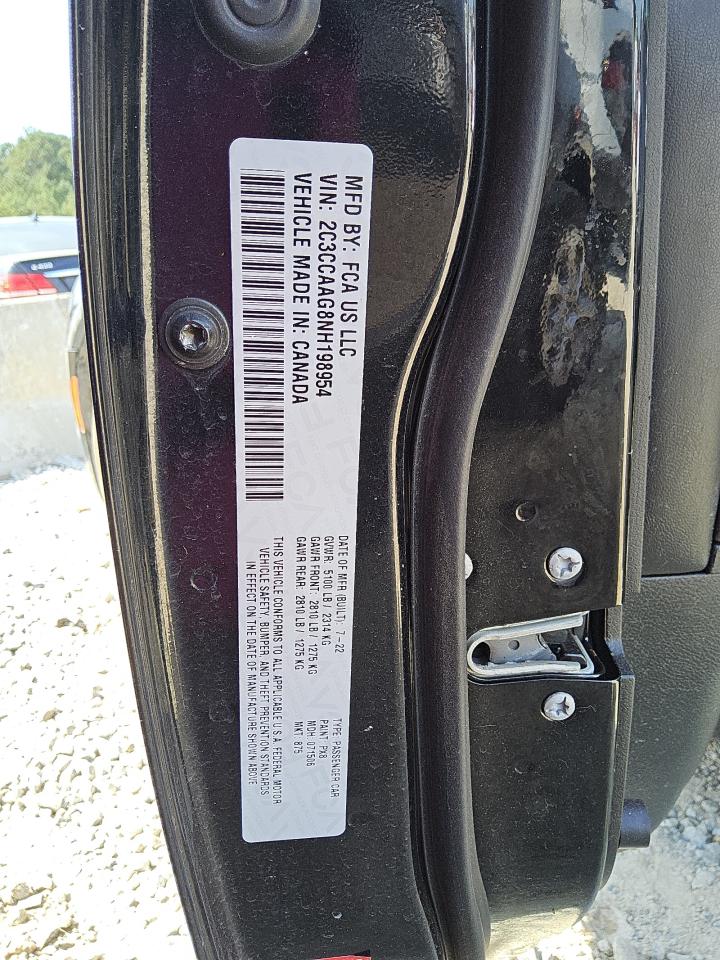 MFD BY: FCA US LLC
VIN: 2C3CCAAG8NH198954
VEHICLE MADE IN: CANADA
DATE OF MFR (BUILT): 7-22
GVWR: 5100 LB / 2314 KG
GAWR FRONT: 2810 LB / 1275 KG
GAWR REAR: 2810 LB / 1275 KG
TYPE: PASSENGER CAR
PAINT: PX8
MDH: 071506
MKT: 875
THIS VEHICLE CONFORMS TO ALL APPLICABLE U.S.A. FEDERAL MOTOR
VEHICLE SAFETY, BUMPER, AND THEFT PREVENTION STANDARDS
IN EFFECT ON THE DATE OF MANUFACTURE SHOWN ABOVE